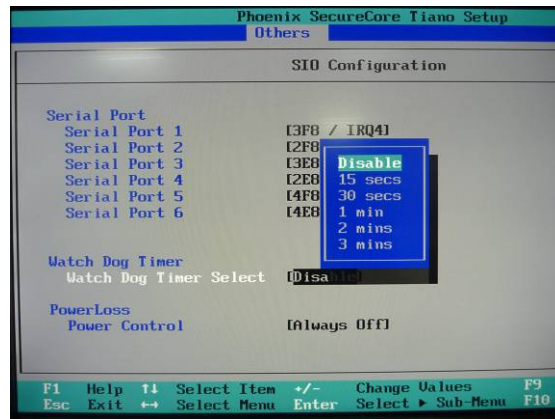 Phoenix SecureCore Tiano Setup
Others
SIO Configuration
Serial Port
Serial Port 1 [3F8 / IRQ4]
Serial Port 2 [2F8
Serial Port 3 [3E8
Serial Port 4 [2E8
Serial Port 5 [4F8
Serial Port 6 [4E8
Disable
15 secs
30 secs
1 min
2 mins
3 mins
Watch Dog Timer
Watch Dog Timer Select [Disable]
PowerLoss
Power Control [Always Off]
F1 Help ↑↓ Select Item +/- Change Values F9
Esc Exit ↔ Select Menu Enter Select ▶ Sub-Menu F10